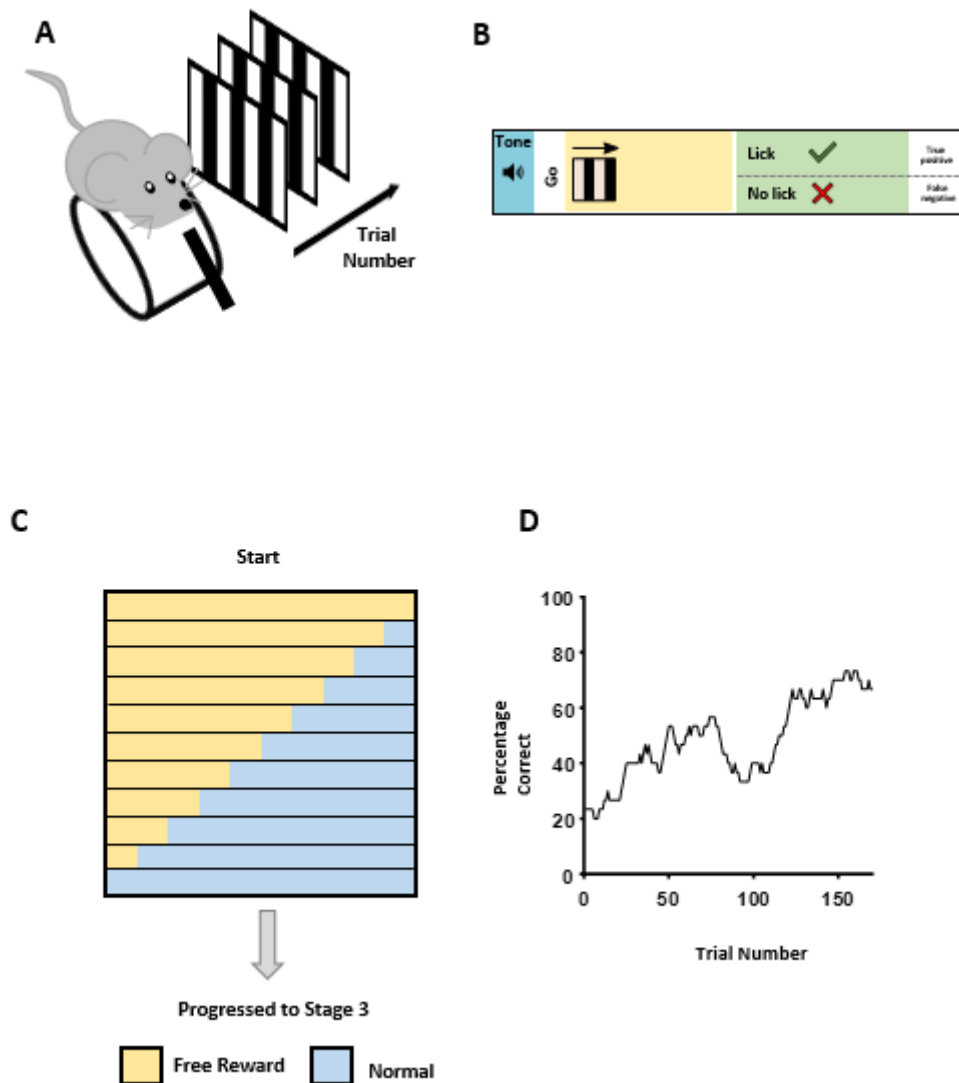 A
Trial
Number
B
Tone
Go
Lick
No lick
True
positive
False
negative
C
Start
Progressed to Stage 3
Free Reward
Normal
D
Percentage
Correct
100
80
60
40
20
0
0 50 100 150
Trial Number